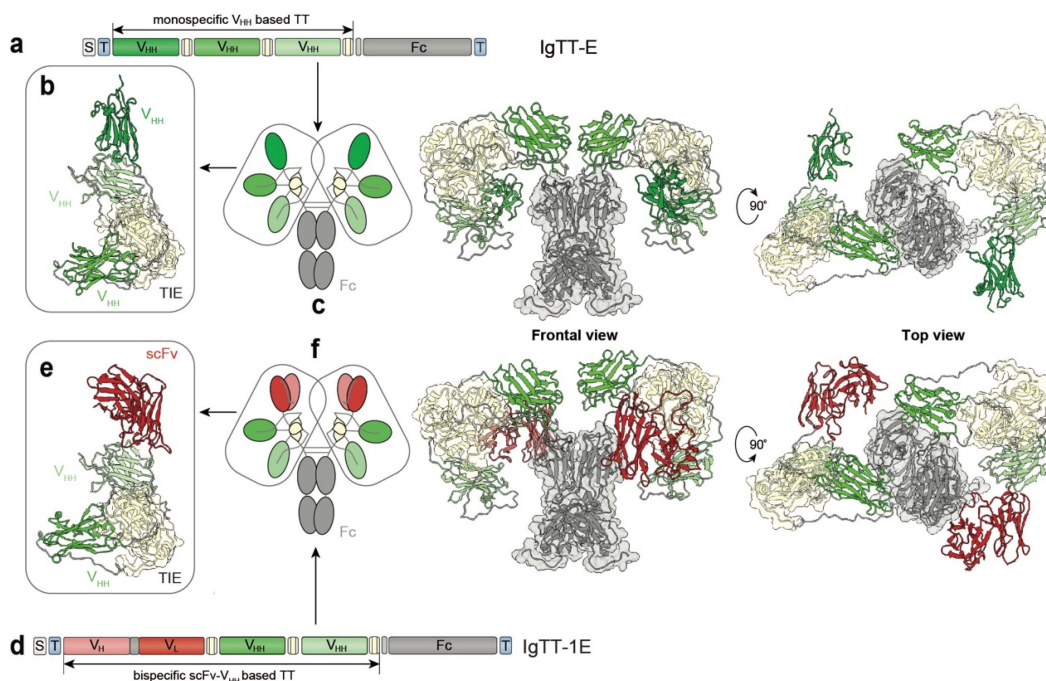 monospecific VHH based TT
a S T VHH VHH VHH Fc T IgTT-E
b
VHH
VHH
VHH
TIE
Fc
c
90°
Frontal view
Top view
e
scFv
VHH
VHH
TIE
f
Fc
90°
d S T VH VL VHH VHH Fc T IgTT-1E
bispecific scFv-VHH based TT